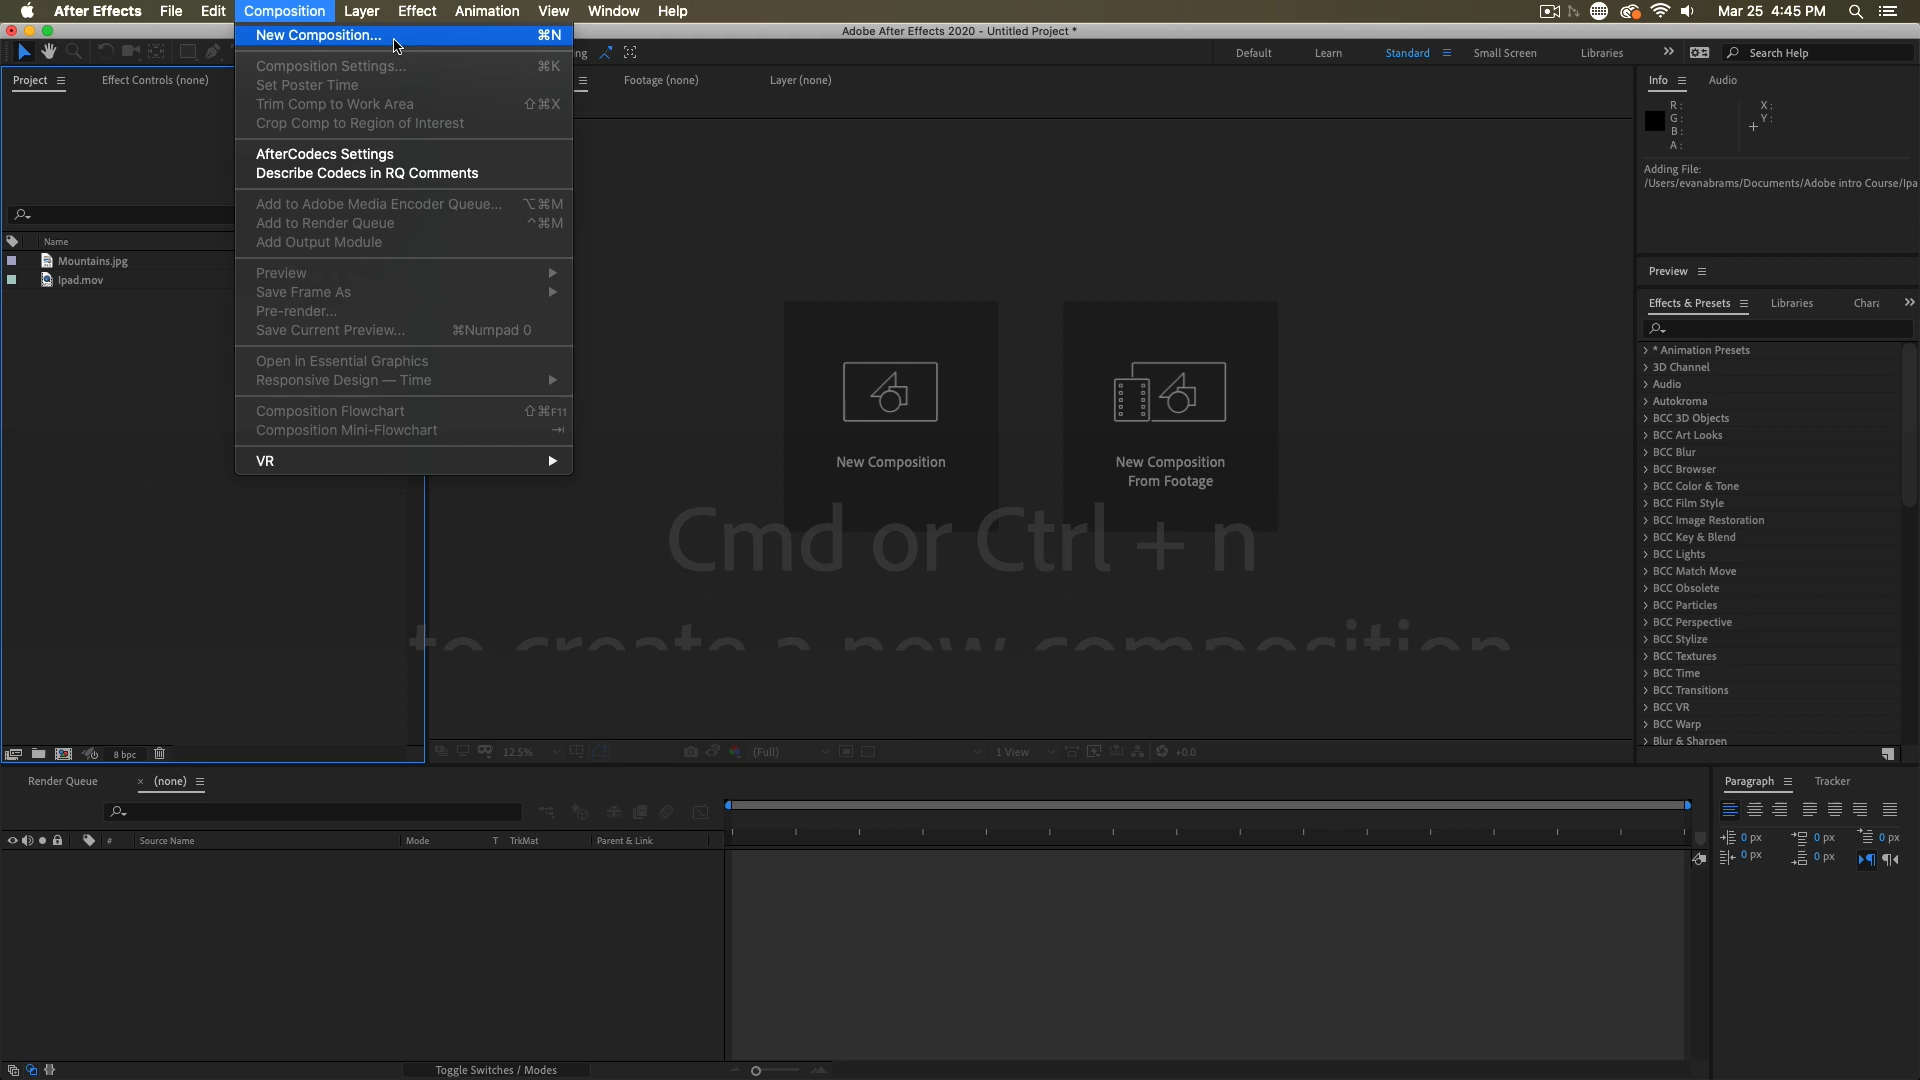 After Effects File Edit Composition Layer Effect Animation View Window Help Mar 25 4:45 PM
Adobe After Effects 2020 - Untitled Project *
New Composition... ⌘N
ng Default Learn Standard Small Screen Libraries Search Help
Composition Settings... ⌘K
Set Poster Time
Trim Comp to Work Area ⇧⌘X
Crop Comp to Region of Interest
AfterCodecs Settings
Describe Codecs in RQ Comments
Add to Adobe Media Encoder Queue... ⌥⌘M
Add to Render Queue ^⌘M
Add Output Module
Preview
Save Frame As
Pre-render...
Save Current Preview... ⌘Numpad 0
Open in Essential Graphics
Responsive Design — Time
Composition Flowchart ⇧⌘F11
Composition Mini-Flowchart
VR
Project Effect Controls (none)
Name
Mountains.jpg
Ipad.mov
8 bpc
Footage (none) Layer (none)
New Composition
New Composition
From Footage
Cmd or Ctrl + n
to create a new composition
12.5% (Full) 1 View +0.0
Info Audio
R: X:
G: Y:
B:
A:
Adding File:
/Users/evanabrams/Documents/Adobe intro Course/Ipa
Preview
Effects & Presets Libraries Chara
* Animation Presets
3D Channel
Audio
Autokroma
BCC 3D Objects
BCC Art Looks
BCC Blur
BCC Browser
BCC Color & Tone
BCC Film Style
BCC Image Restoration
BCC Key & Blend
BCC Lights
BCC Match Move
BCC Obsolete
BCC Particles
BCC Perspective
BCC Stylize
BCC Textures
BCC Time
BCC Transitions
BCC VR
BCC Warp
Blur & Sharpen
Render Queue × (none)
# Source Name Mode T TrkMat Parent & Link
Toggle Switches / Modes
Paragraph Tracker
0 px 0 px 0 px
0 px 0 px